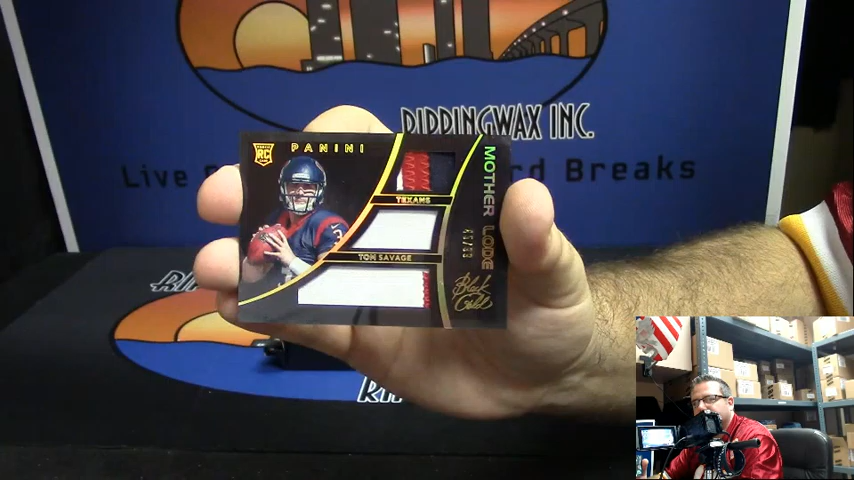 RIPPINGWAX INC.
Live
rd Breaks
RC
PANINI
TEXANS
TOM SAVAGE
MOTHER LODE
Black Gold